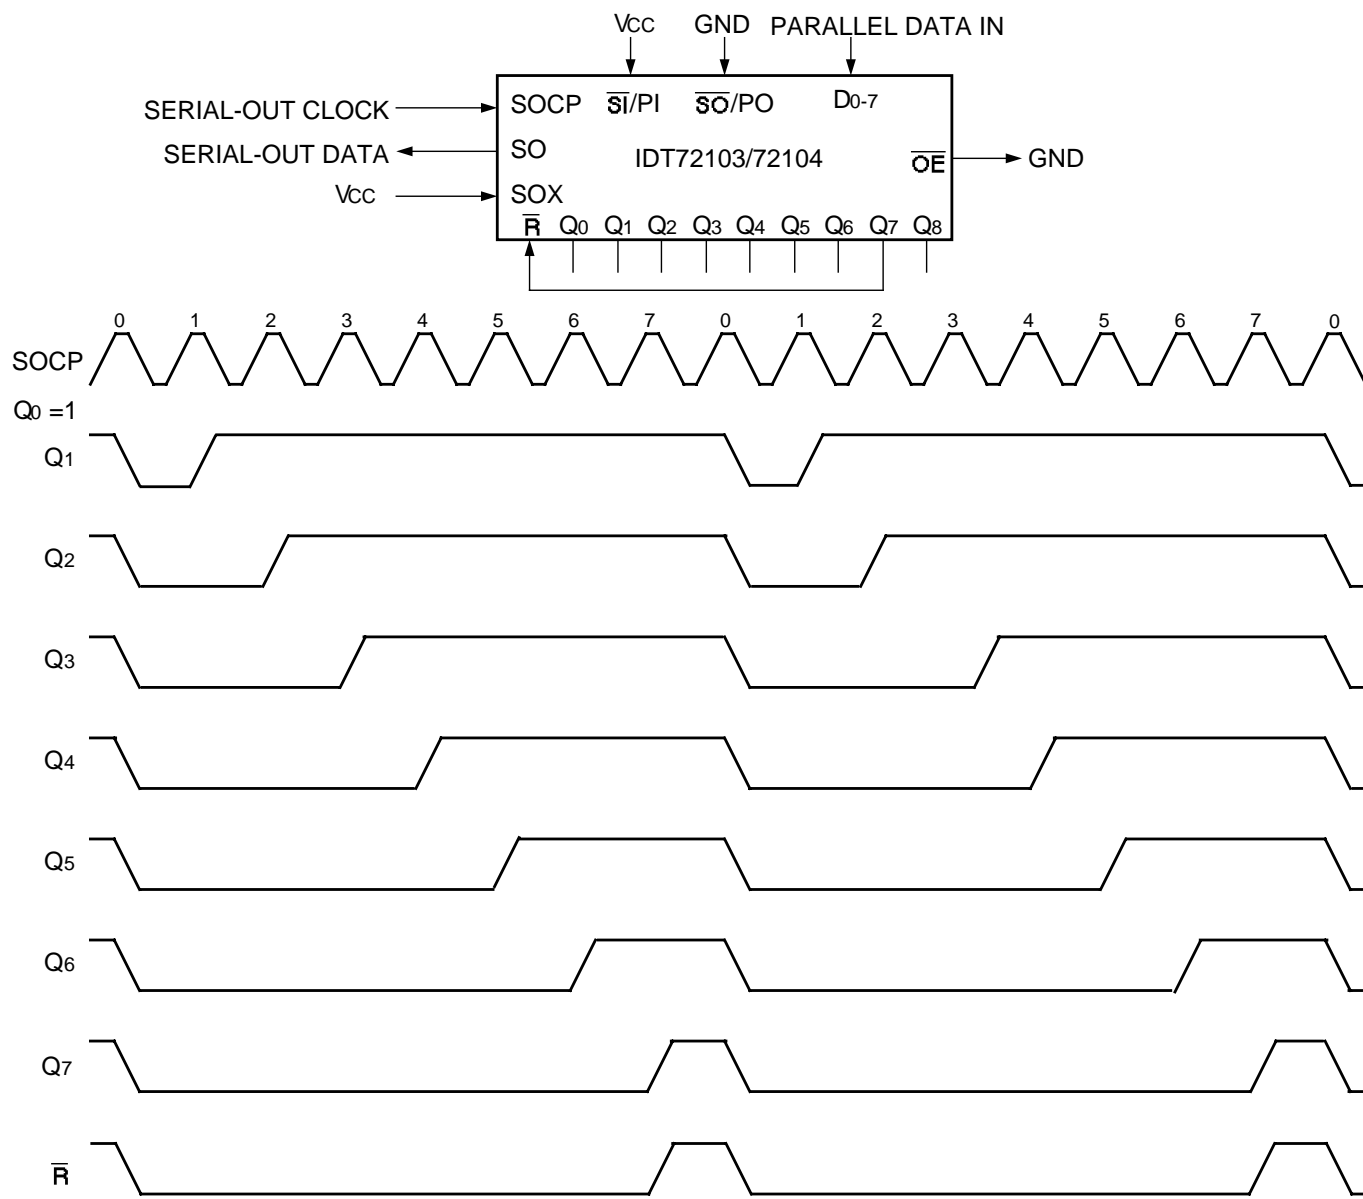 VCC GND PARALLEL DATA IN
SERIAL-OUT CLOCK SOCP S̅I̅/PI S̅O̅/PO D0-7
SERIAL-OUT DATA SO IDT72103/72104 O̅E̅ GND
VCC SOX
R̅ Q0 Q1 Q2 Q3 Q4 Q5 Q6 Q7 Q8
0 1 2 3 4 5 6 7 0 1 2 3 4 5 6 7 0
SOCP
Q0 =1
Q1
Q2
Q3
Q4
Q5
Q6
Q7
R̅